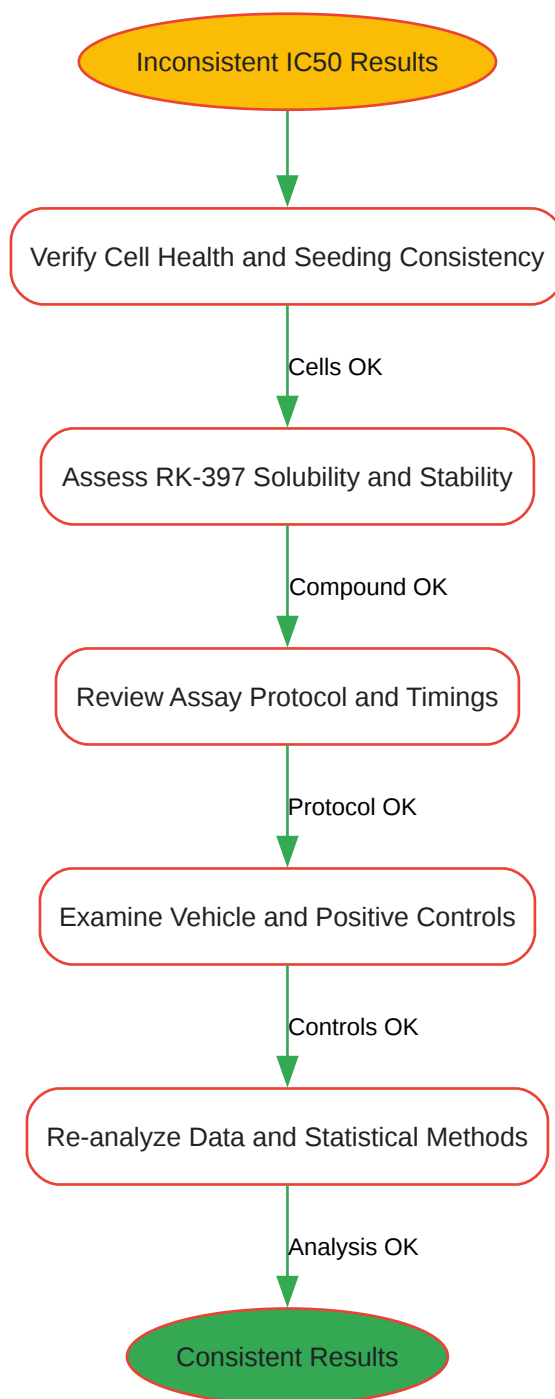 Inconsistent IC50 Results
Verify Cell Health and Seeding Consistency
Cells OK
Assess RK-397 Solubility and Stability
Compound OK
Review Assay Protocol and Timings
Protocol OK
Examine Vehicle and Positive Controls
Controls OK
Re-analyze Data and Statistical Methods
Analysis OK
Consistent Results